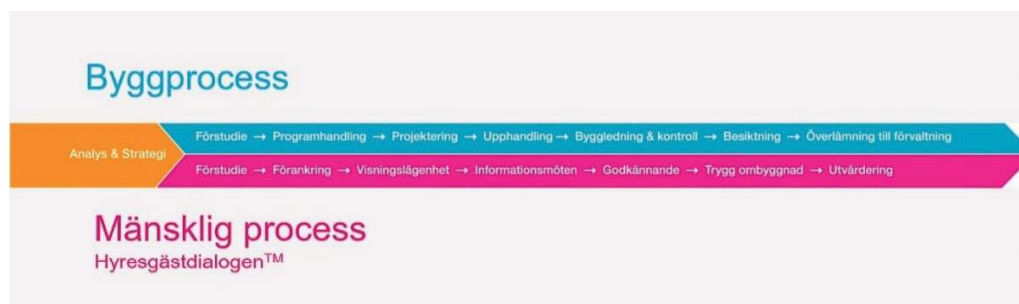 Byggprocess
Förstudie → Programhandling → Projektering → Upphandling → Byggledning & kontroll → Besiktning → Överlämning till förvaltning
Analys & Strategi
Förstudie → Förankring → Visningslägenhet → Informationsmöten → Godkännande → Trygg ombyggnad → Utvärdering
Mänsklig process
Hyresgästdialogen™